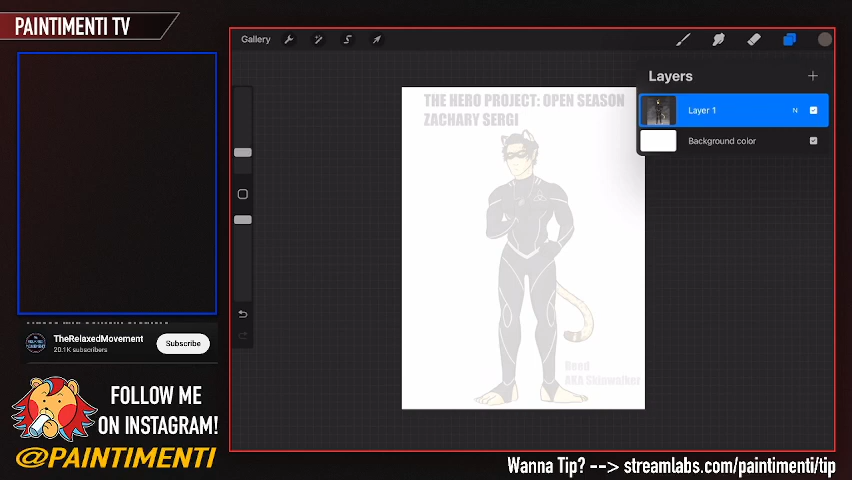 PAINTIMENTI TV
Gallery
Layers
Layer 1
N
Background color
THE HERO PROJECT: OPEN SEASON
ZACHARY SERGI
Reed
AKA Skinwalker
TheRelaxedMovement
20.1K subscribers
Subscribe
FOLLOW ME
ON INSTAGRAM!
@PAINTIMENTI
Wanna Tip? --> streamlabs.com/paintimenti/tip